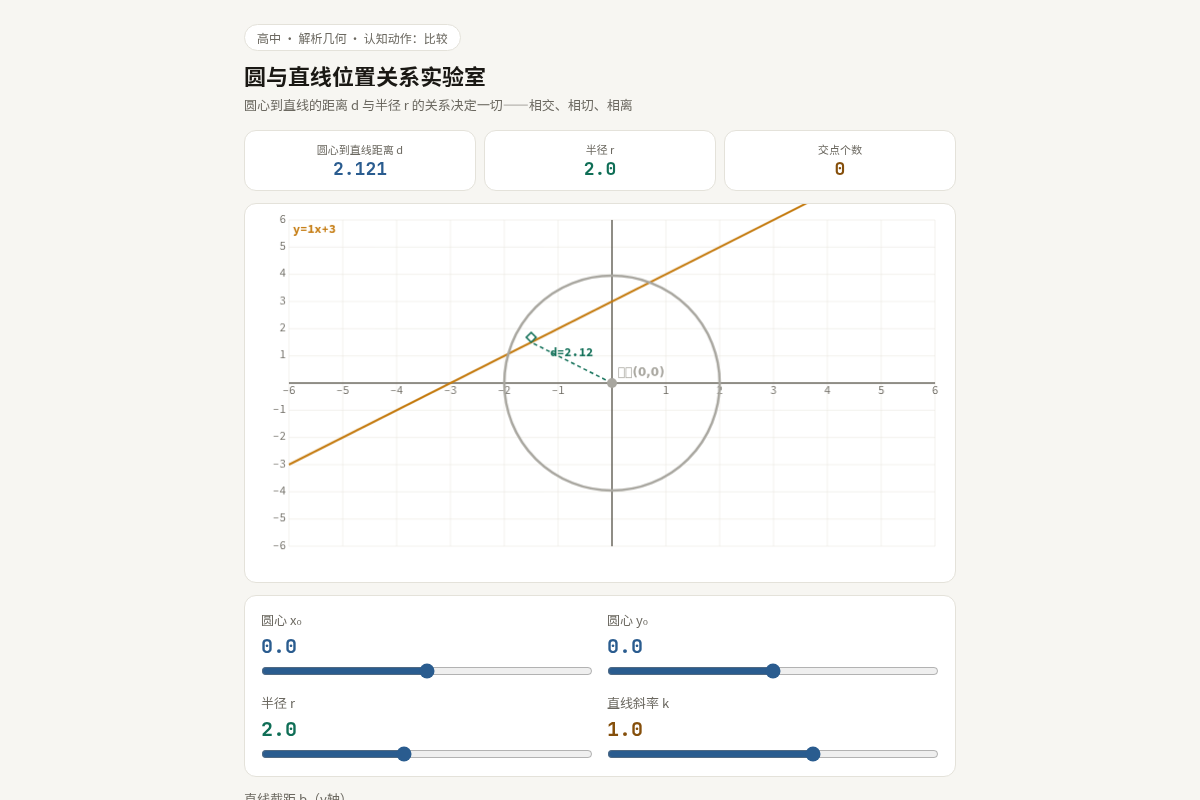 高中 · 解析几何 · 认知动作：比较
圆与直线位置关系实验室
圆心到直线的距离 d 与半径 r 的关系决定一切——相交、相切、相离
圆心到直线距离 d
2.121
半径 r
2.0
交点个数
0
y=1x+3
6
5
4
3
2
1
−1
−2
−3
−4
−5
−6
−6 −5 −4 −3 −2 −1 1 2 3 4 5 6
d=2.12
(0,0)
圆心 x₀
0.0
圆心 y₀
0.0
半径 r
2.0
直线斜率 k
1.0
直线截距 b（y轴）